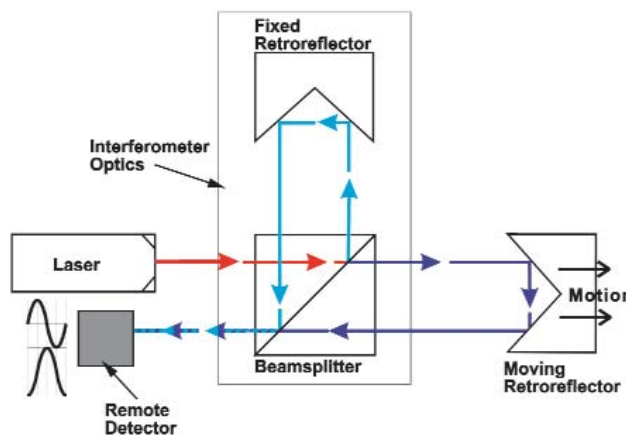 Fixed
Retroreflector
Interferometer
Optics
Laser
Motion
Beamsplitter
Moving
Retroreflector
Remote
Detector